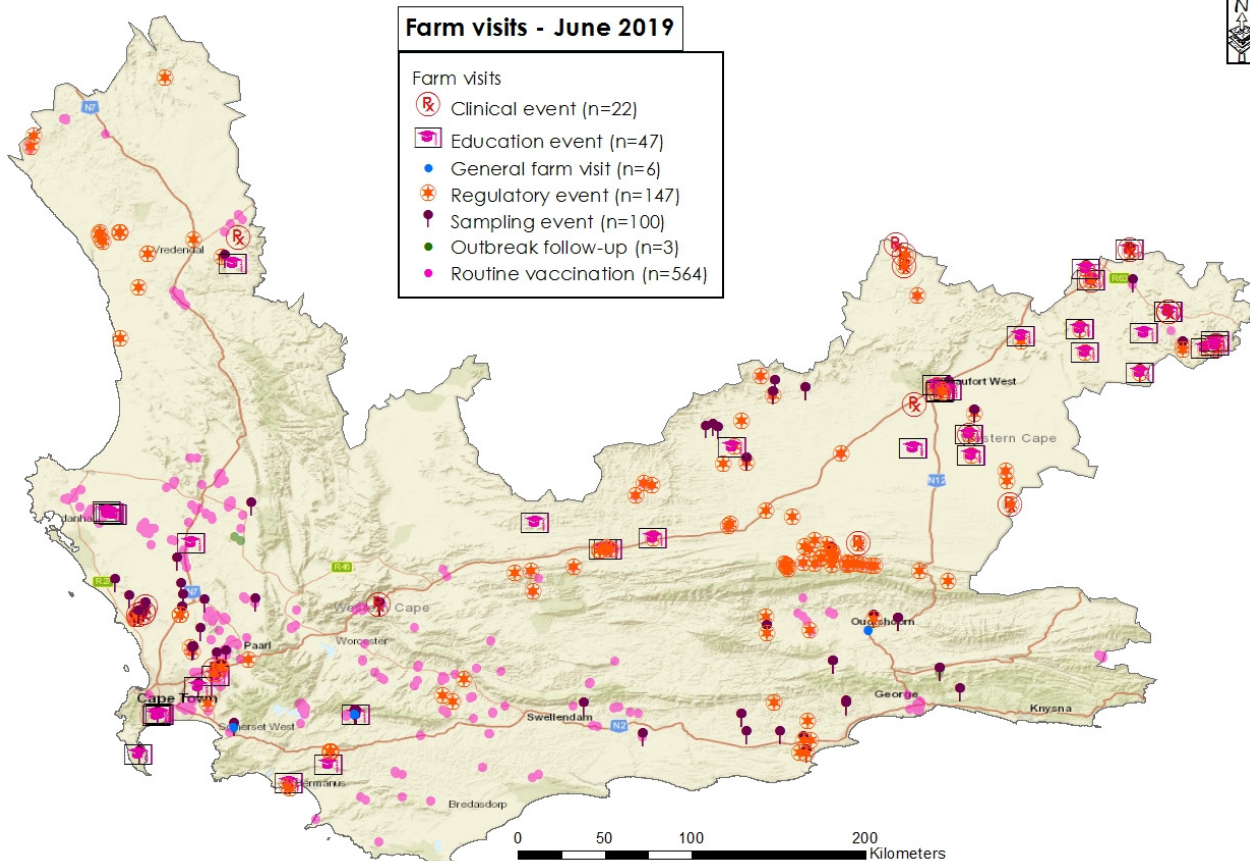 Farm visits - June 2019
N
Farm visits
Clinical event (n=22)
Education event (n=47)
General farm visit (n=6)
Regulatory event (n=147)
Sampling event (n=100)
Outbreak follow-up (n=3)
Routine vaccination (n=564)
N7
Vredendal
R63
aufort West
stern Cape
N12
danha
R27
N7
R46
Western Cape
Worcester
Paarl
Oudtshoorn
Cape Town
George
Knysna
Swellendam
N2
Somerset West
Hermanus
Bredasdorp
0 50 100 200
Kilometers